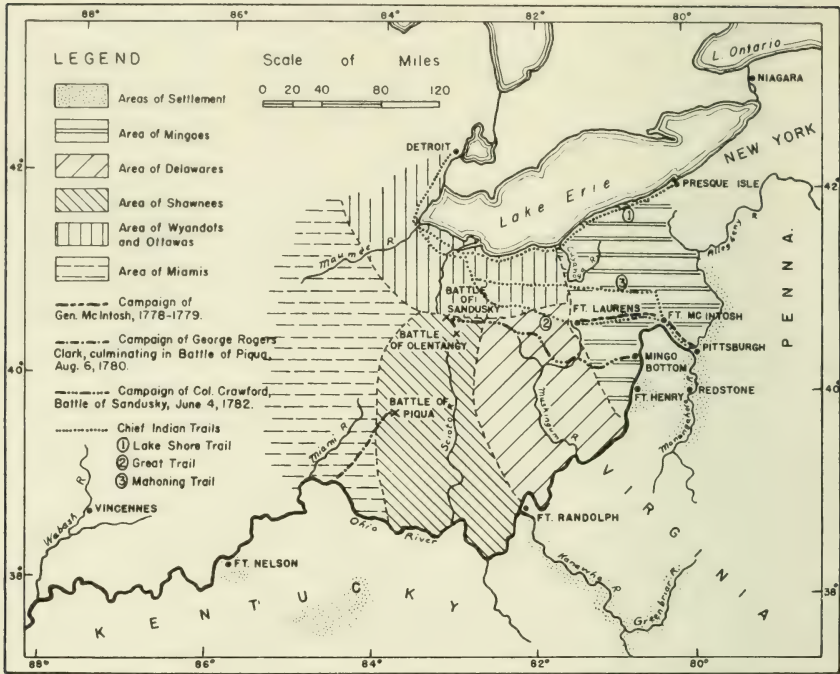 88°
86°
84°
82°
80°
LEGEND
Areas of Settlement
Area of Mingoes
Area of Delawares
Area of Shawnees
Area of Wyandots
and Ottawas
Area of Miamis
Campaign of
Gen. McIntosh, 1778-1779.
Campaign of George Rogers
Clark, culminating in Battle of Piqua,
Aug. 6, 1780.
Campaign of Col. Crawford,
Battle of Sandusky, June 4, 1782.
Chief Indian Trails
① Lake Shore Trail
② Great Trail
③ Mahoning Trail
Scale of Miles
0 20 40 80 120
L. Ontario
NIAGARA
NEW YORK
DETROIT
42°
42°
PRESQUE ISLE
Lake Erie
①
Allegheny R
PENNA.
Maumee R
③
BATTLE OF
SANDUSKY
②
FT. LAURENS
FT. MC INTOSH
BATTLE
OF OLENTANGY
PITTSBURGH
MINGO
BOTTOM
40°
40°
FT. HENRY
REDSTONE
BATTLE OF
PIQUA
Scioto R
Muskingum R.
Monongahela R.
Miami R
VIRGINIA
Wabash R
VINCENNES
FT. RANDOLPH
Ohio River
FT. NELSON
Kanawha R
Greenbriar R.
38°
38°
KENTUCKY
88°
86°
84°
82°
80°